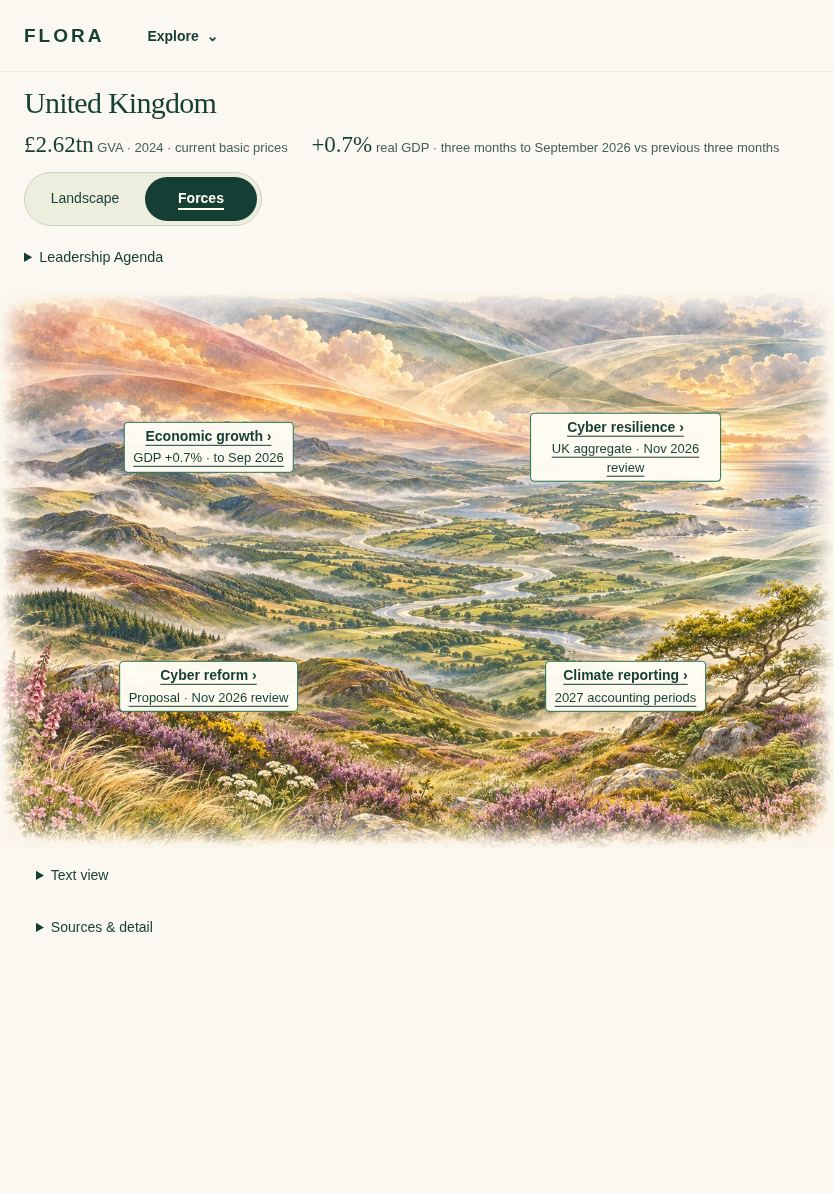 FLORA
Explore ⌄
United Kingdom
£2.62tn GVA · 2024 · current basic prices +0.7% real GDP · three months to September 2026 vs previous three months
Landscape Forces
▶ Leadership Agenda
Economic growth ›
GDP +0.7% · to Sep 2026
Cyber resilience ›
UK aggregate · Nov 2026
review
Cyber reform ›
Proposal · Nov 2026 review
Climate reporting ›
2027 accounting periods
▶ Text view
▶ Sources & detail